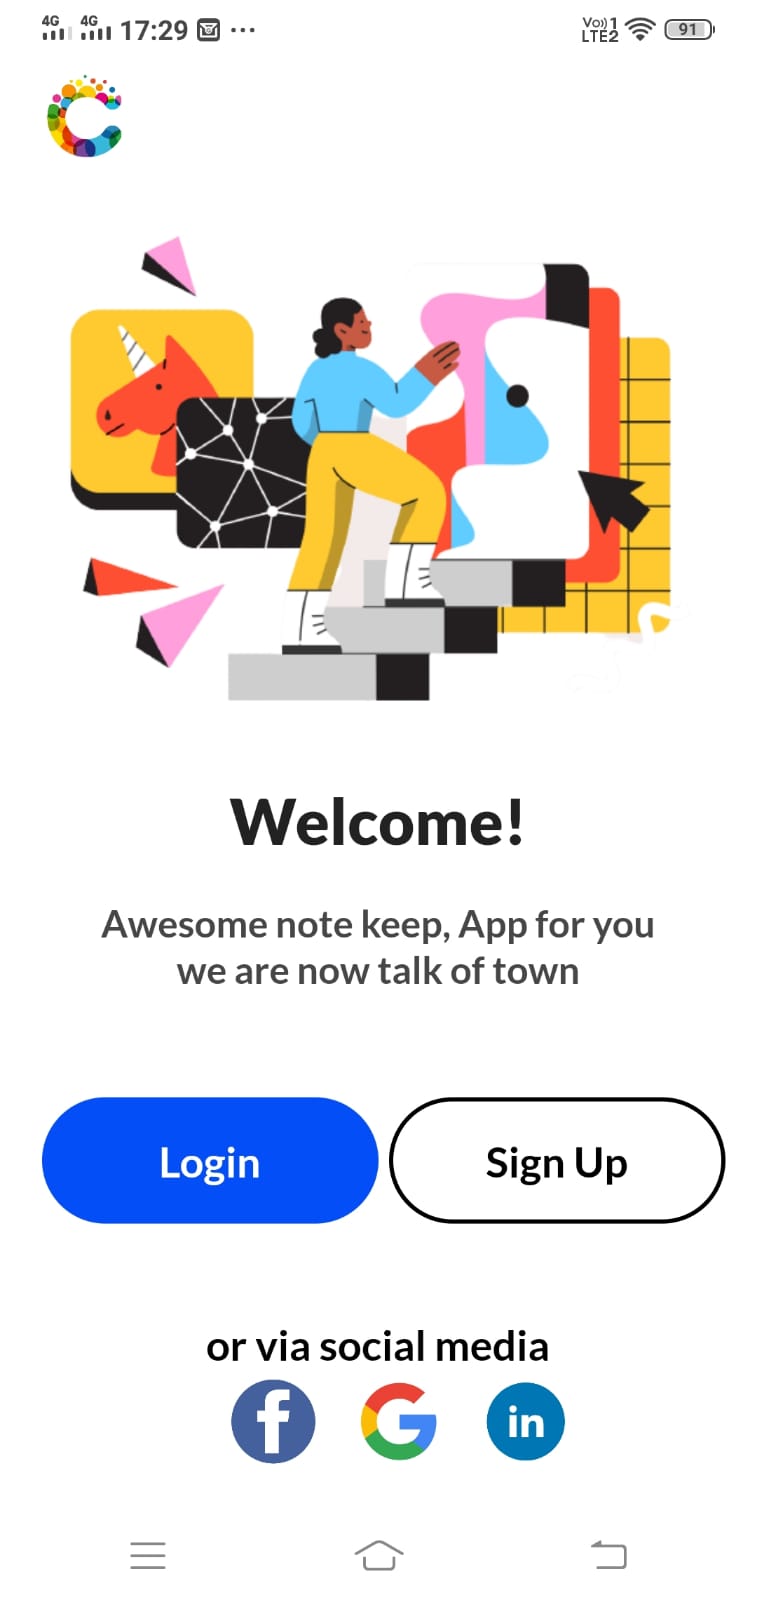 4G 4G 17:29 ... Vo)) 1 LTE2 91
Welcome!
Awesome note keep, App for you
we are now talk of town
Login
Sign Up
or via social media
f G in